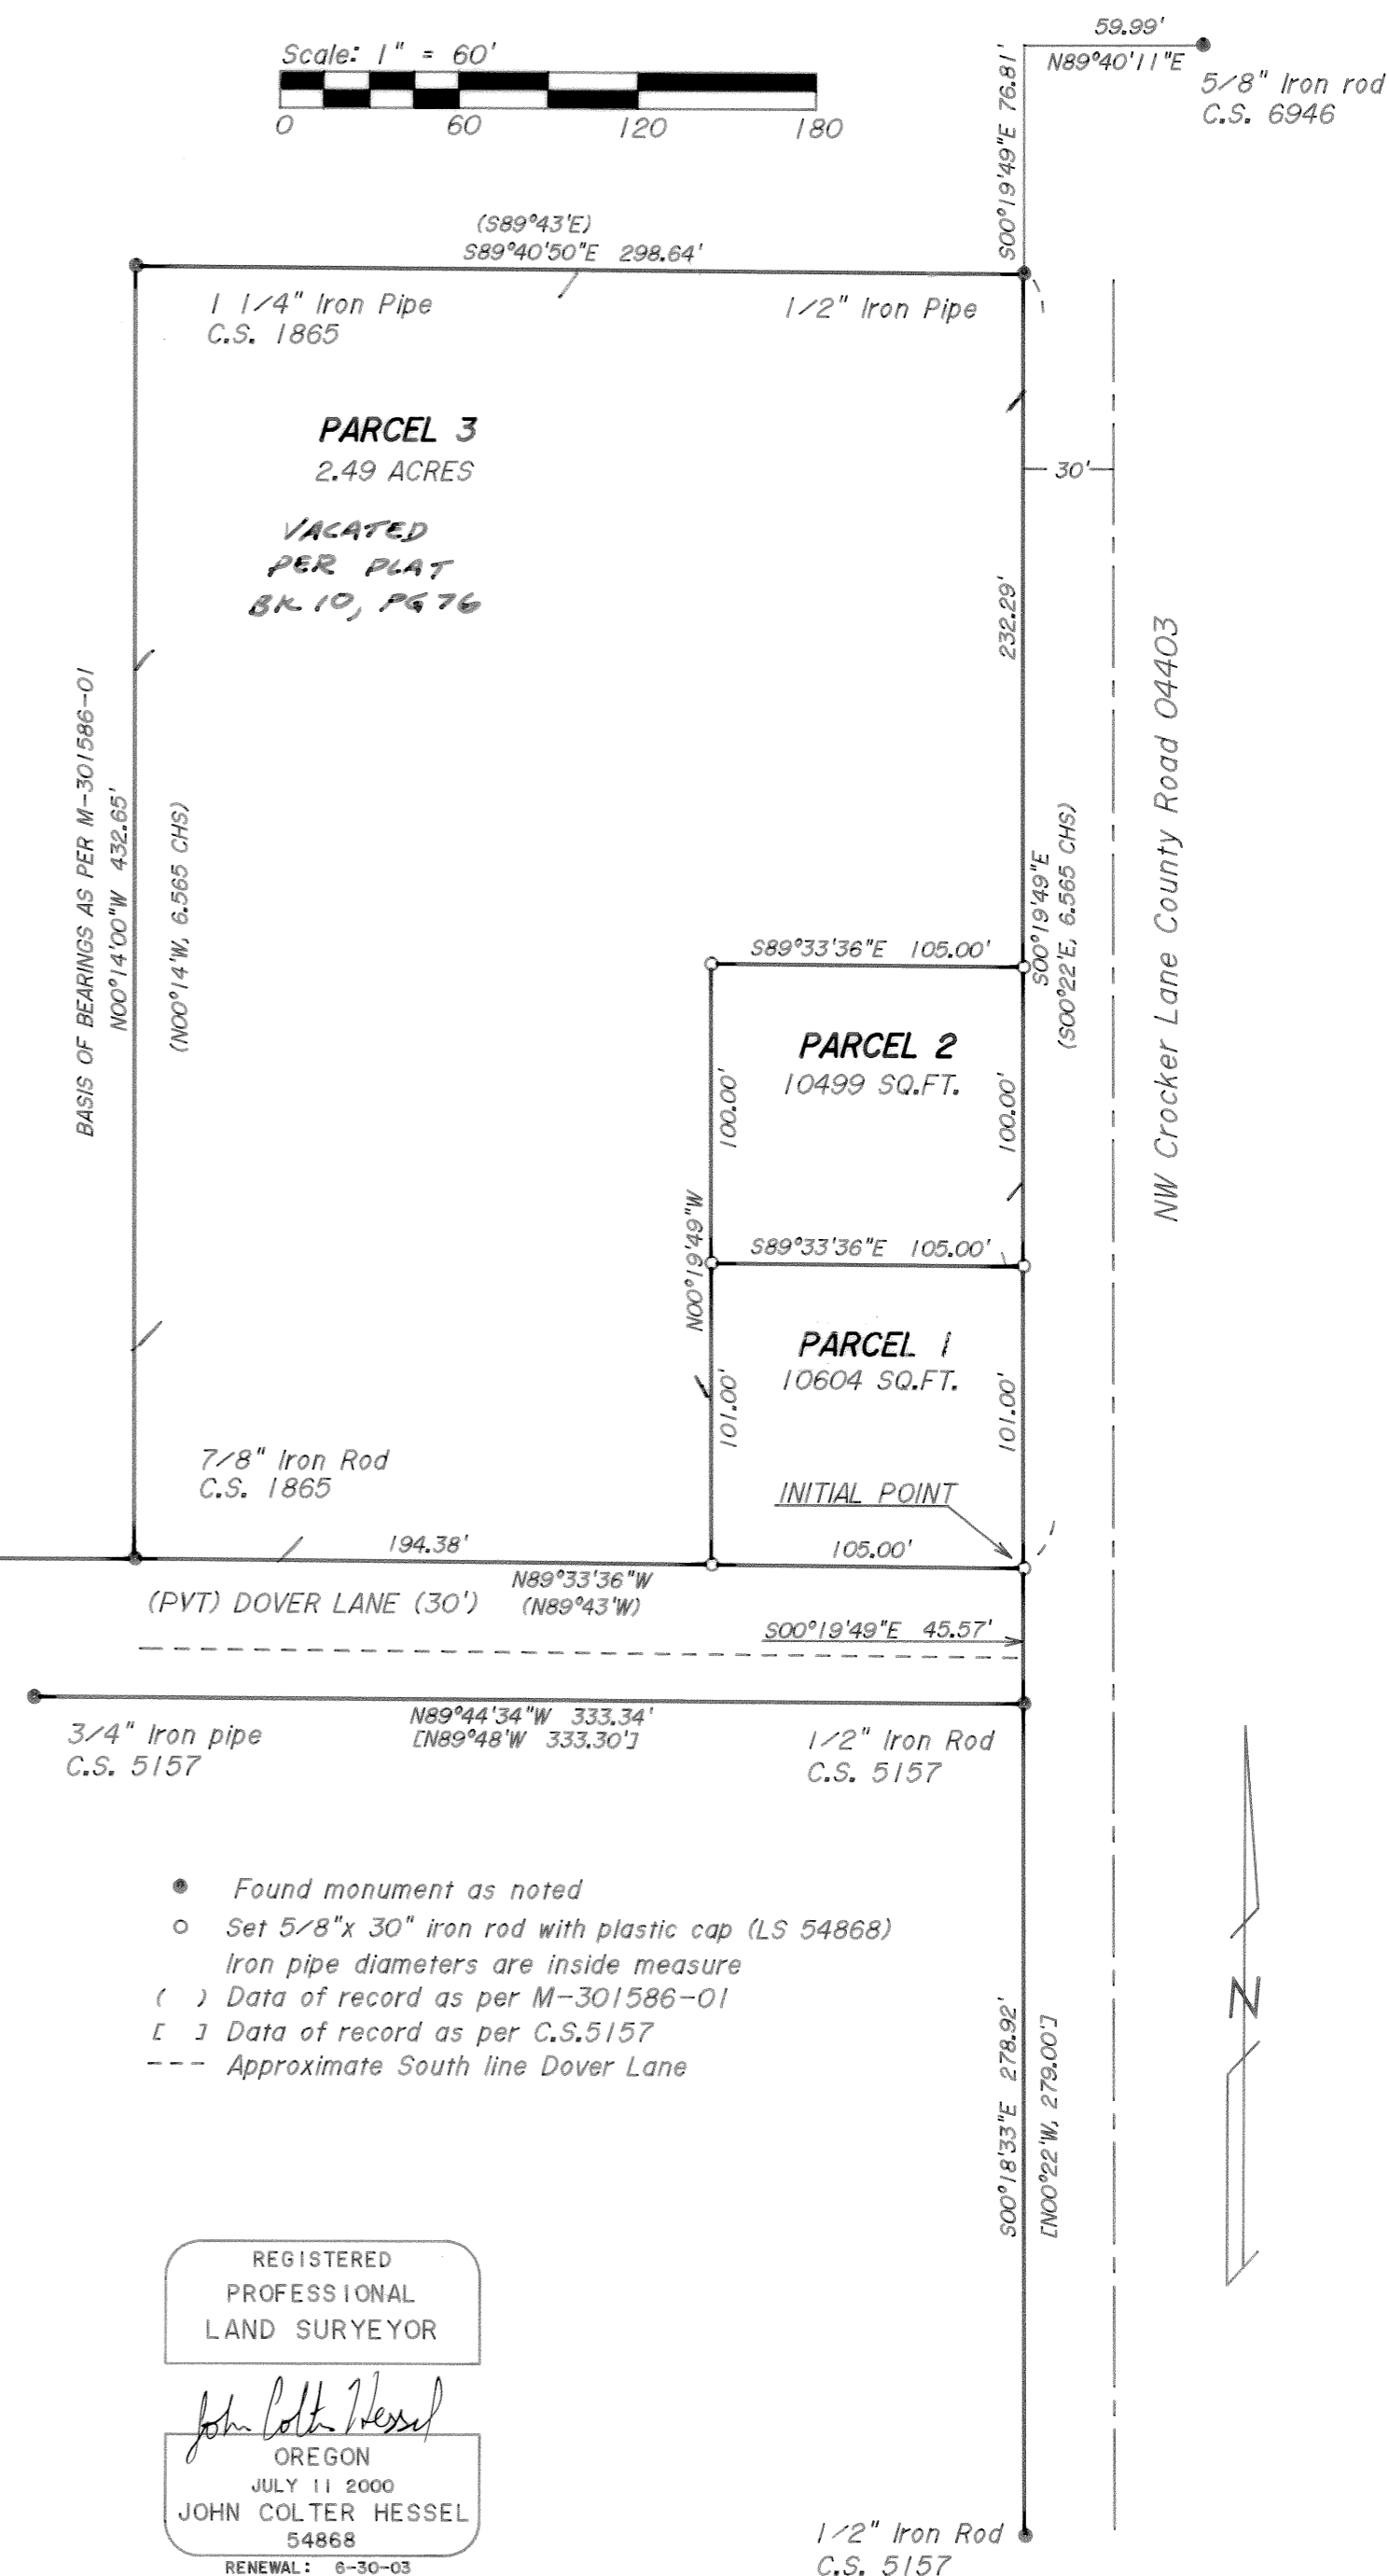 Scale: 1" = 60'
0 60 120 180
59.99'
N89°40'11"E
5/8" Iron rod
C.S. 6946
S00°19'49"E 76.81'
(S89°43'E)
S89°40'50"E 298.64'
1 1/4" Iron Pipe
C.S. 1865
1/2" Iron Pipe
PARCEL 3
2.49 ACRES
VACATED
PER PLAT
BK 10, PG 76
30'
232.29'
NW Crocker Lane County Road 04403
BASIS OF BEARINGS AS PER M-301586-01
N00°14'00"W 432.65'
(N00°14'W, 6.565 CHS)
S00°19'49"E
(S00°22'E, 6.565 CHS)
S89°33'36"E 105.00'
PARCEL 2
10499 SQ.FT.
100.00'
100.00'
N00°19'49"W
S89°33'36"E 105.00'
PARCEL 1
10604 SQ.FT.
101.00'
101.00'
7/8" Iron Rod
C.S. 1865
INITIAL POINT
194.38'
105.00'
N89°33'36"W
(N89°43'W)
(PVT) DOVER LANE (30')
S00°19'49"E 45.57'
N89°44'34"W 333.34'
[N89°48'W 333.30']
3/4" Iron pipe
C.S. 5157
1/2" Iron Rod
C.S. 5157
Found monument as noted
Set 5/8"x 30" iron rod with plastic cap (LS 54868)
Iron pipe diameters are inside measure
( ) Data of record as per M-301586-01
[ ] Data of record as per C.S.5157
--- Approximate South line Dover Lane
N
S00°18'33"E 278.92'
[N00°22'W, 279.00']
REGISTERED
PROFESSIONAL
LAND SURVEYOR
John Colter Hessel
OREGON
JULY 11 2000
JOHN COLTER HESSEL
54868
RENEWAL: 6-30-03
1/2" Iron Rod
C.S. 5157